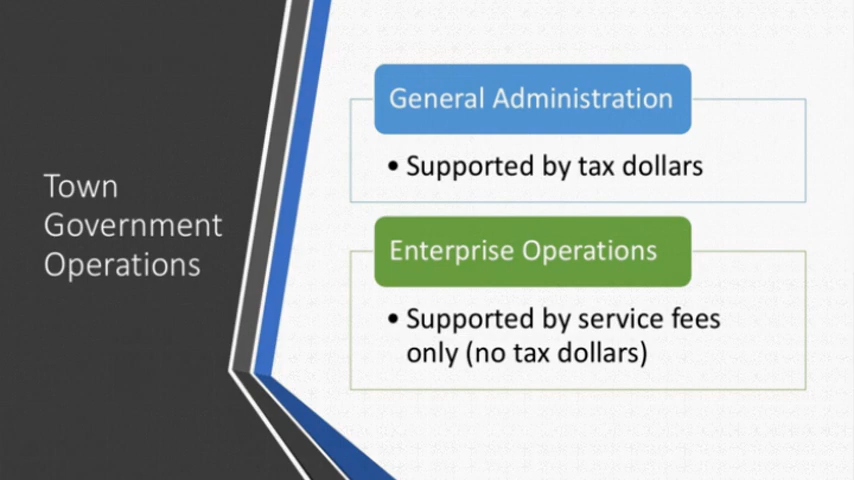 Town
Government
Operations
General Administration
• Supported by tax dollars
Enterprise Operations
• Supported by service fees
only (no tax dollars)